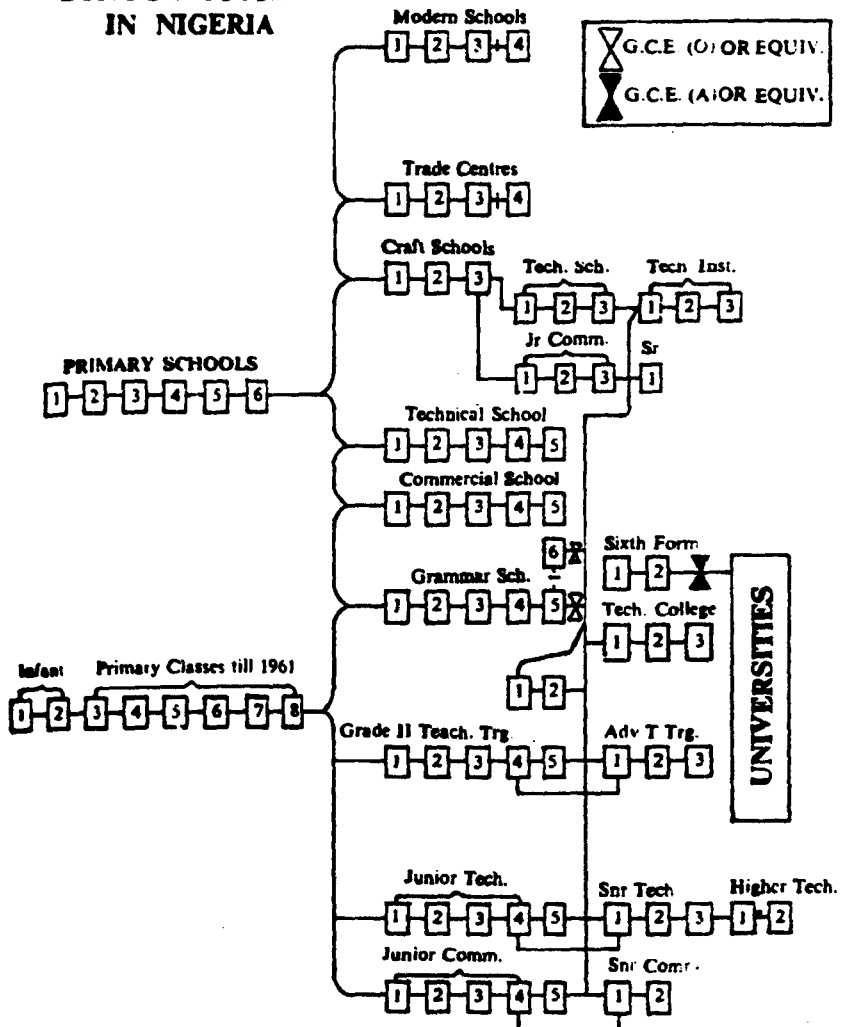 IN NIGERIA
G.C.E. (O) OR EQUIV.
G.C.E. (A) OR EQUIV.
Modern Schools
1 2 3 4
Trade Centres
1 2 3 4
Craft Schools
1 2 3
Tech. Sch.
1 2 3
Tech Inst.
1 2 3
Jr Comm.
1 2 3
Sr
1
PRIMARY SCHOOLS
1 2 3 4 5 6
Technical School
1 2 3 4 5
Commercial School
1 2 3 4 5
6
Grammar Sch.
1 2 3 4 5
Sixth Form
1 2
Tech. College
1 2 3
UNIVERSITIES
1 2
Infant
1 2
Primary Classes till 1961
3 4 5 6 7 8
Grade II Teach. Trg.
1 2 3 4 5
Adv T Trg.
1 2 3
Junior Tech.
1 2 3 4 5
Snr Tech
1 2 3
Higher Tech.
1 2
Junior Comm.
1 2 3 4 5
Snr Comm.
1 2